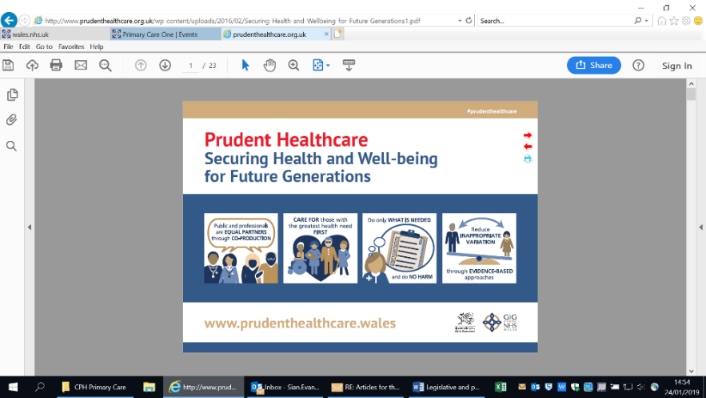 http://www.prudenthealthcare.org.uk/wp-content/uploads/2016/02/Securing-Health-and-Wellbeing-for-Future-Generations1.pdf
Search...
wales.nhs.uk
Primary Care One | Events
prudenthealthcare.org.uk
File Edit Go to Favorites Help
1 / 23
Share
Sign In
#prudenthealthcare
Prudent Healthcare
Securing Health and Well-being
for Future Generations
Public and professionals
are EQUAL PARTNERS
through CO-PRODUCTION
CARE FOR those with
the greatest health need
FIRST
Do only WHAT IS NEEDED
and do NO HARM
Reduce
INAPPROPRIATE
VARIATION
through EVIDENCE-BASED
approaches
www.prudenthealthcare.wales
GIG
NHS
CPH Primary Care
http://www.prud...
Inbox - Sian.Evan...
RE: Articles for th...
Legislative and p...
14:54
24/01/2019